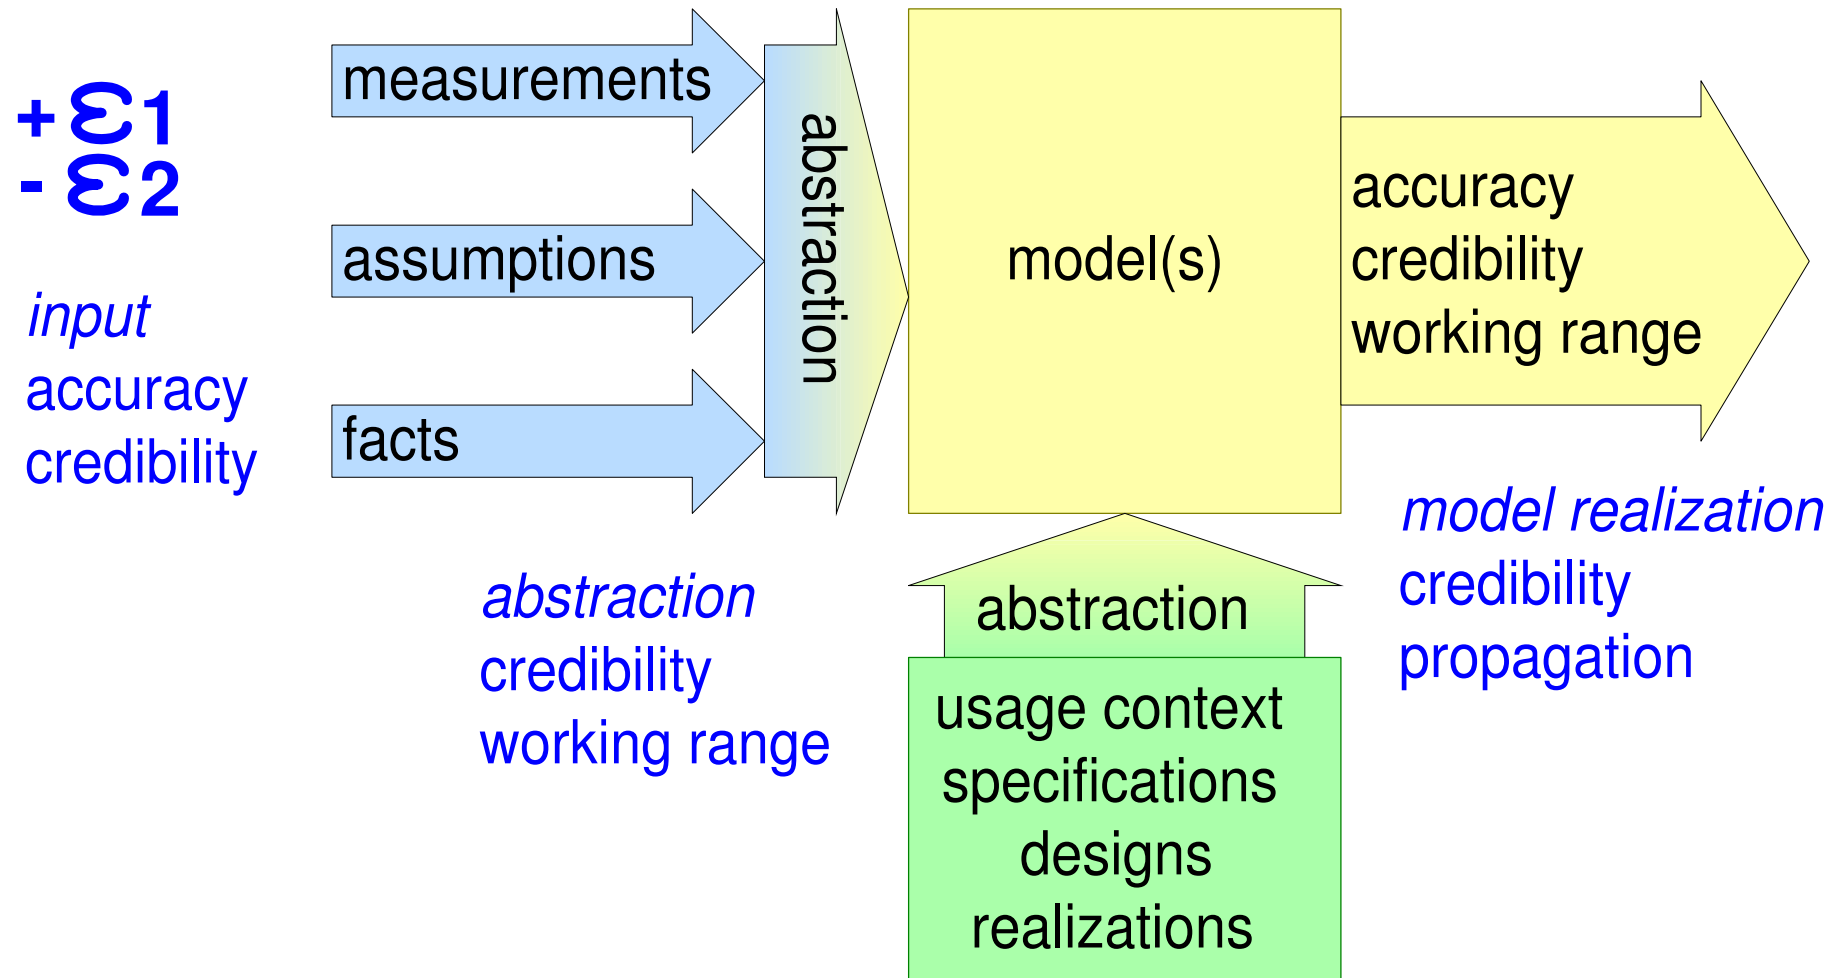 +ε1
- ε2
input
accuracy
credibility
measurements
assumptions
facts
abstraction
abstraction
credibility
working range
model(s)
accuracy
credibility
working range
model realization
credibility
propagation
abstraction
usage context
specifications
designs
realizations